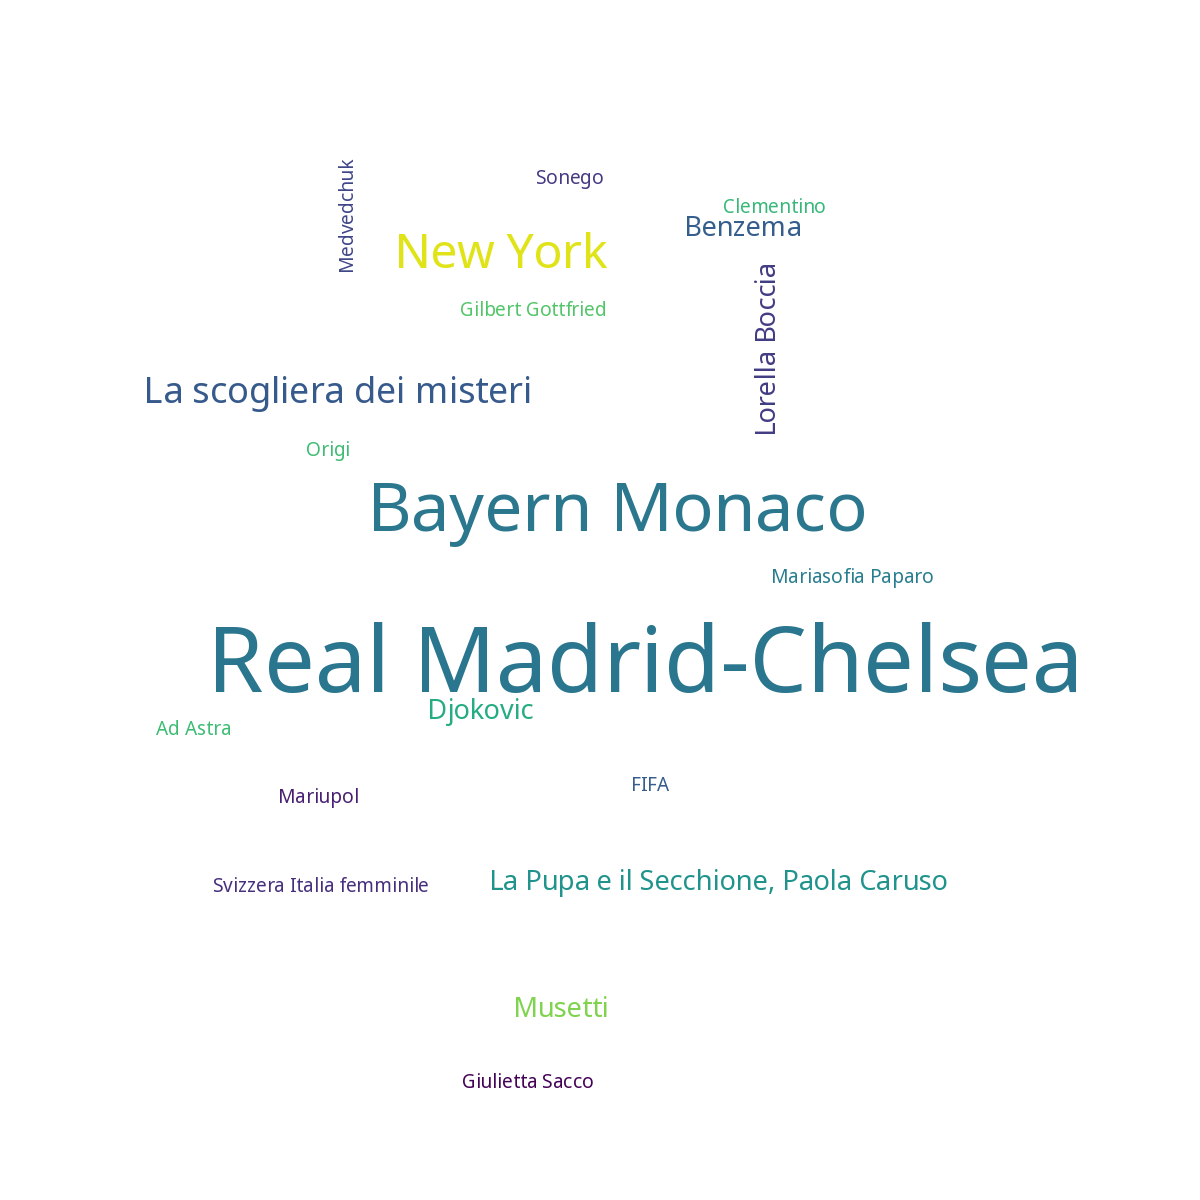 Medvedchuk
Sonego
Clementino
Benzema
New York
Lorella Boccia
Gilbert Gottfried
La scogliera dei misteri
Origi
Bayern Monaco
Mariasofia Paparo
Real Madrid-Chelsea
Djokovic
Ad Astra
FIFA
Mariupol
La Pupa e il Secchione, Paola Caruso
Svizzera Italia femminile
Musetti
Giulietta Sacco